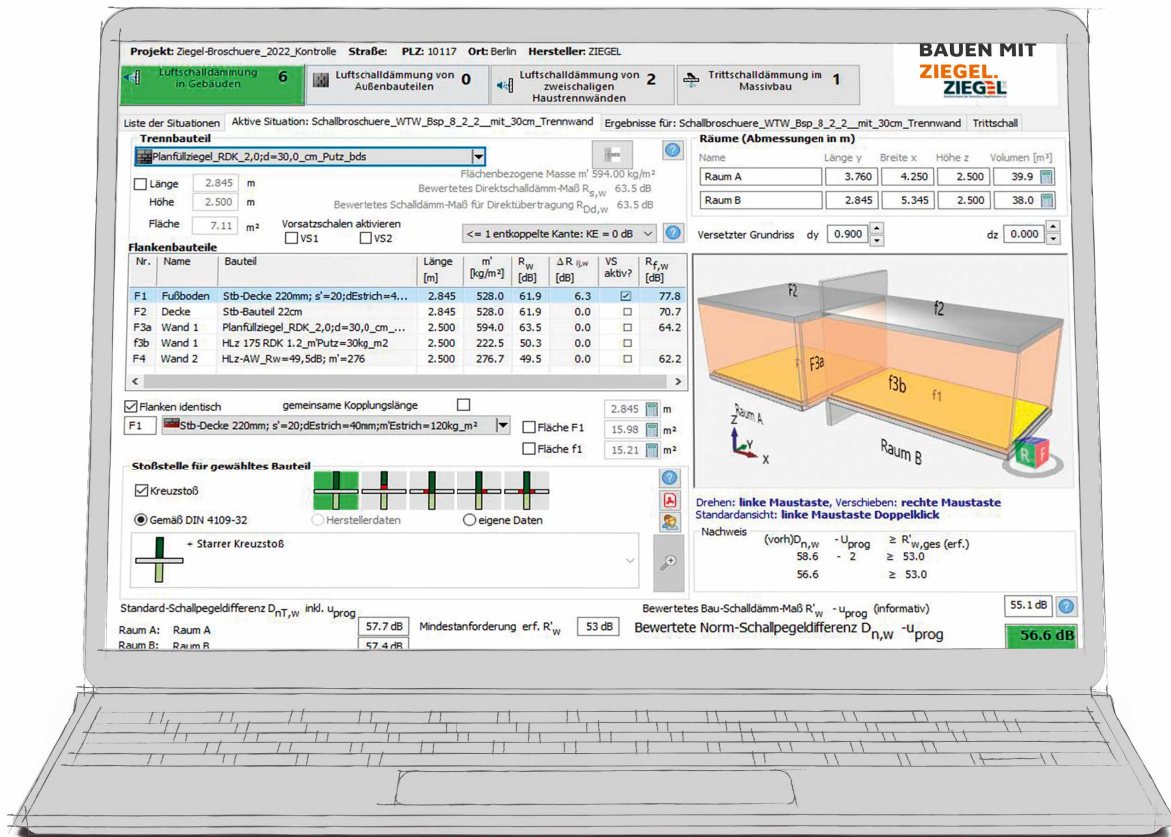 Projekt: Ziegel-Broschuere_2022_Kontrolle Straße: PLZ: 10117 Ort: Berlin Hersteller: ZIEGEL
BAUEN MIT
ZIEGEL.
ZIEGEL
Luftschalldämmung in Gebäuden 6
Luftschalldämmung von Außenbauteilen 0
Luftschalldämmung von zweischaligen Haustrennwänden 2
Trittschalldämmung im Massivbau 1
Liste der Situationen Aktive Situation: Schallbroschuere_WTW_Bsp_8_2_2__mit_30cm_Trennwand Ergebnisse für: Schallbroschuere_WTW_Bsp_8_2_2__mit_30cm_Trennwand Trittschall
Trennbauteil
Planfüllziegel_RDK_2,0;d=30,0_cm_Putz_bds
Flächenbezogene Masse m' 594.00 kg/m²
Länge 2.845 m
Bewertetes Direktschalldämm-Maß Rs,w 63.5 dB
Höhe 2.500 m
Bewertetes Schalldämm-Maß für Direktübertragung RDd,w 63.5 dB
Fläche 7.11 m²
Vorsatzschalen aktivieren
VS1 VS2
<= 1 entkoppelte Kante: KE = 0 dB
Räume (Abmessungen in m)
Name Länge y Breite x Höhe z Volumen [m³]
Raum A 3.760 4.250 2.500 39.9
Raum B 2.845 5.345 2.500 38.0
Versetzter Grundriss dy 0.900 dz 0.000
Flankenbauteile
Nr. Name Bauteil Länge [m] m' [kg/m²] Rw [dB] ΔR ij,w [dB] VS aktiv? Rf,w [dB]
F1 Fußboden Stb-Decke 220mm; s'=20;dEstrich=4... 2.845 528.0 61.9 6.3 77.8
F2 Decke Stb-Bauteil 22cm 2.845 528.0 61.9 0.0 70.7
F3a Wand 1 Planfüllziegel_RDK_2,0;d=30,0_cm_... 2.500 594.0 63.5 0.0 64.2
f3b Wand 1 HLz 175 RDK 1.2_m'Putz=30kg_m2 2.500 222.5 50.3 0.0
F4 Wand 2 HLz-AW_Rw=49,5dB; m'=276 2.500 276.7 49.5 0.0 62.2
F2
f2
F3a
f3b
f1
Raum A
Raum B
Z
Y
X
R F
Flanken identisch gemeinsame Kopplungslänge 2.845 m
F1 Stb-Decke 220mm; s'=20;dEstrich=40mm;m'Estrich=120kg_m² Fläche F1 15.98 m²
Fläche f1 15.21 m²
Stoßstelle für gewähltes Bauteil
Kreuzstoß
Gemäß DIN 4109-32 Herstellerdaten eigene Daten
+ Starrer Kreuzstoß
Drehen: linke Maustaste, Verschieben: rechte Maustaste
Standardansicht: linke Maustaste Doppelklick
Nachweis
(vorh)Dn,w - Uprog ≥ R'w,ges (erf.)
58.6 - 2 ≥ 53.0
56.6 ≥ 53.0
Standard-Schallpegeldifferenz DnT,w inkl. uprog
Raum A: Raum A 57.7 dB
Raum B: Raum B 57.4 dB
Mindestanforderung erf. R'w 53 dB
Bewertetes Bau-Schalldämm-Maß R'w - uprog (informativ) 55.1 dB
Bewertete Norm-Schallpegeldifferenz Dn,w -uprog 56.6 dB